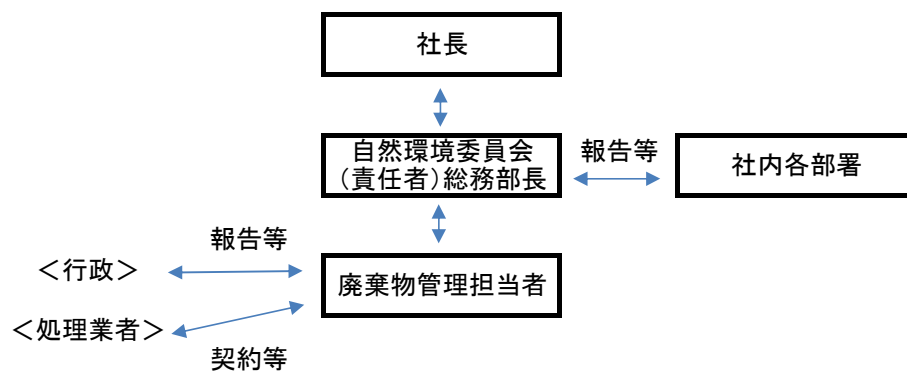 社長
自然環境委員会
（責任者）総務部長
報告等
社内各部署
報告等
＜行政＞
廃棄物管理担当者
＜処理業者＞
契約等